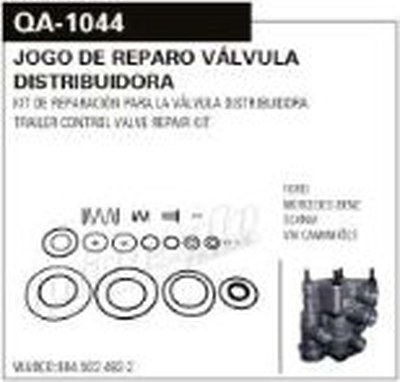 QA-1044
JOGO DE REPARO VÁLVULA
DISTRIBUIDORA
KIT DE REPARACIÓN PARA LA VÁLVULA DISTRIBUIDORA
TRAILER CONTROL VALVE REPAIR KIT
FORD
MERCEDES-BENZ
SCANIA
VW CAMINHÕES